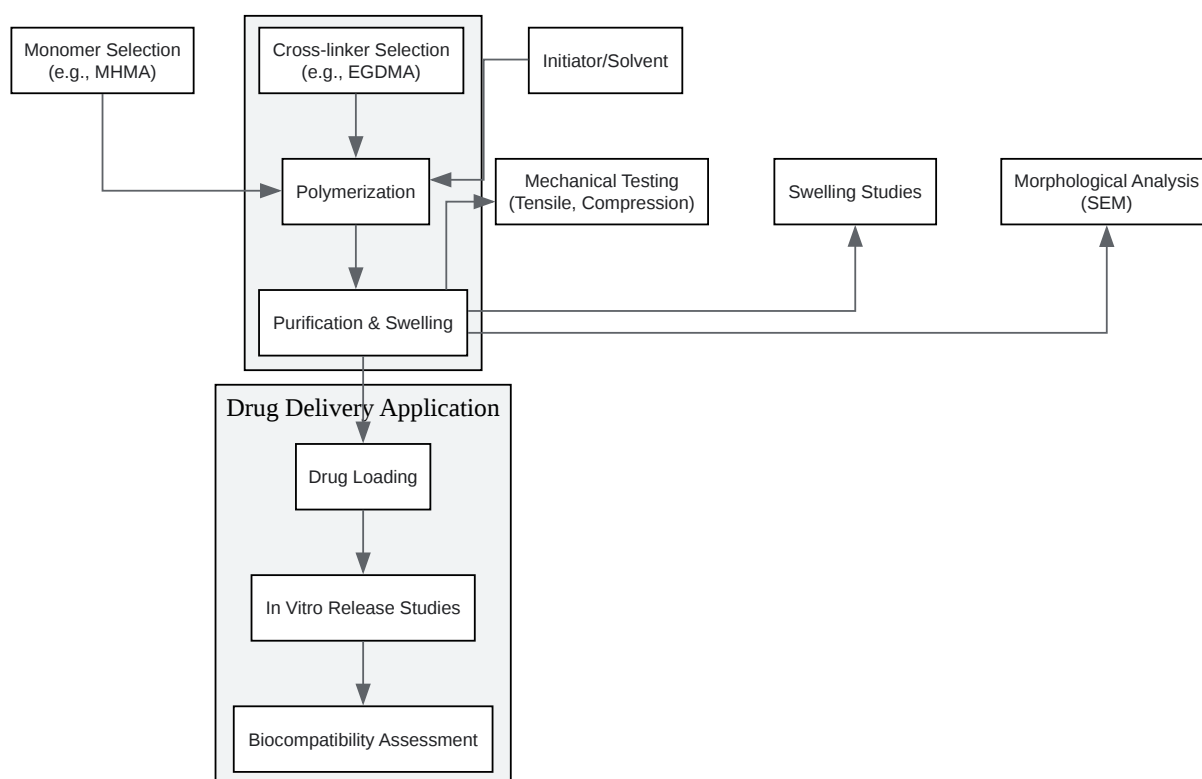 Monomer Selection
(e.g., MHMA)
Cross-linker Selection
(e.g., EGDMA)
Initiator/Solvent
Polymerization
Mechanical Testing
(Tensile, Compression)
Swelling Studies
Morphological Analysis
(SEM)
Purification & Swelling
Drug Delivery Application
Drug Loading
In Vitro Release Studies
Biocompatibility Assessment